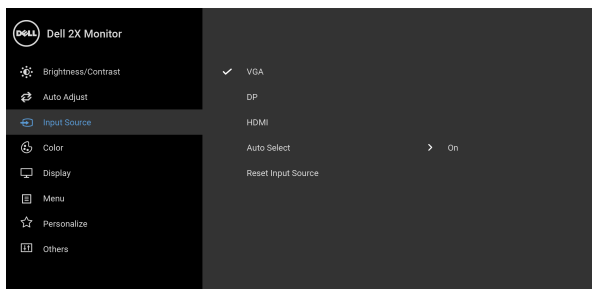 DELL Dell 2X Monitor
Brightness/Contrast
Auto Adjust
Input Source
Color
Display
Menu
Personalize
Others
VGA
DP
HDMI
Auto Select On
Reset Input Source